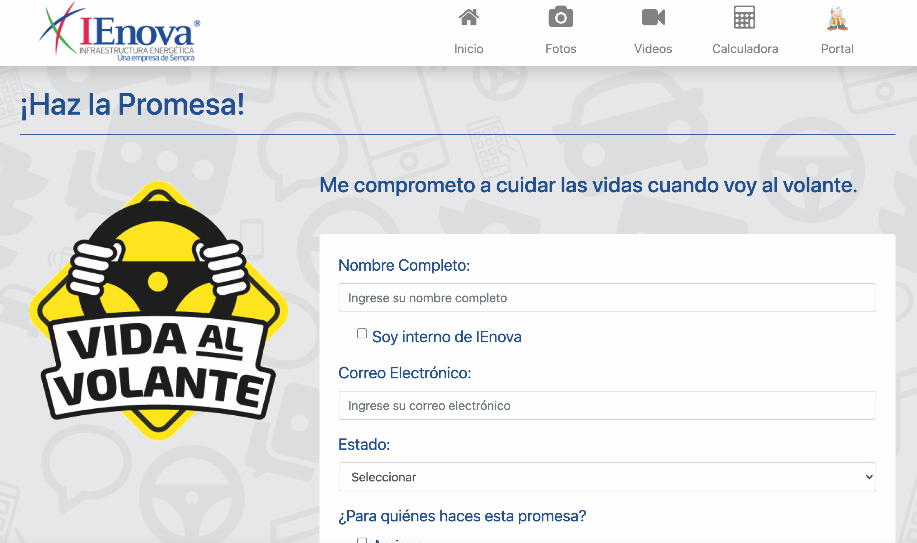 IEnova®
INFRAESTRUCTURA ENERGÉTICA
Una empresa de Sempra
Inicio
Fotos
Videos
Calculadora
Portal
¡Haz la Promesa!
Me comprometo a cuidar las vidas cuando voy al volante.
VIDA AL
VOLANTE
Nombre Completo:
Ingrese su nombre completo
Soy interno de IEnova
Correo Electrónico:
Ingrese su correo electrónico
Estado:
Seleccionar
¿Para quiénes haces esta promesa?